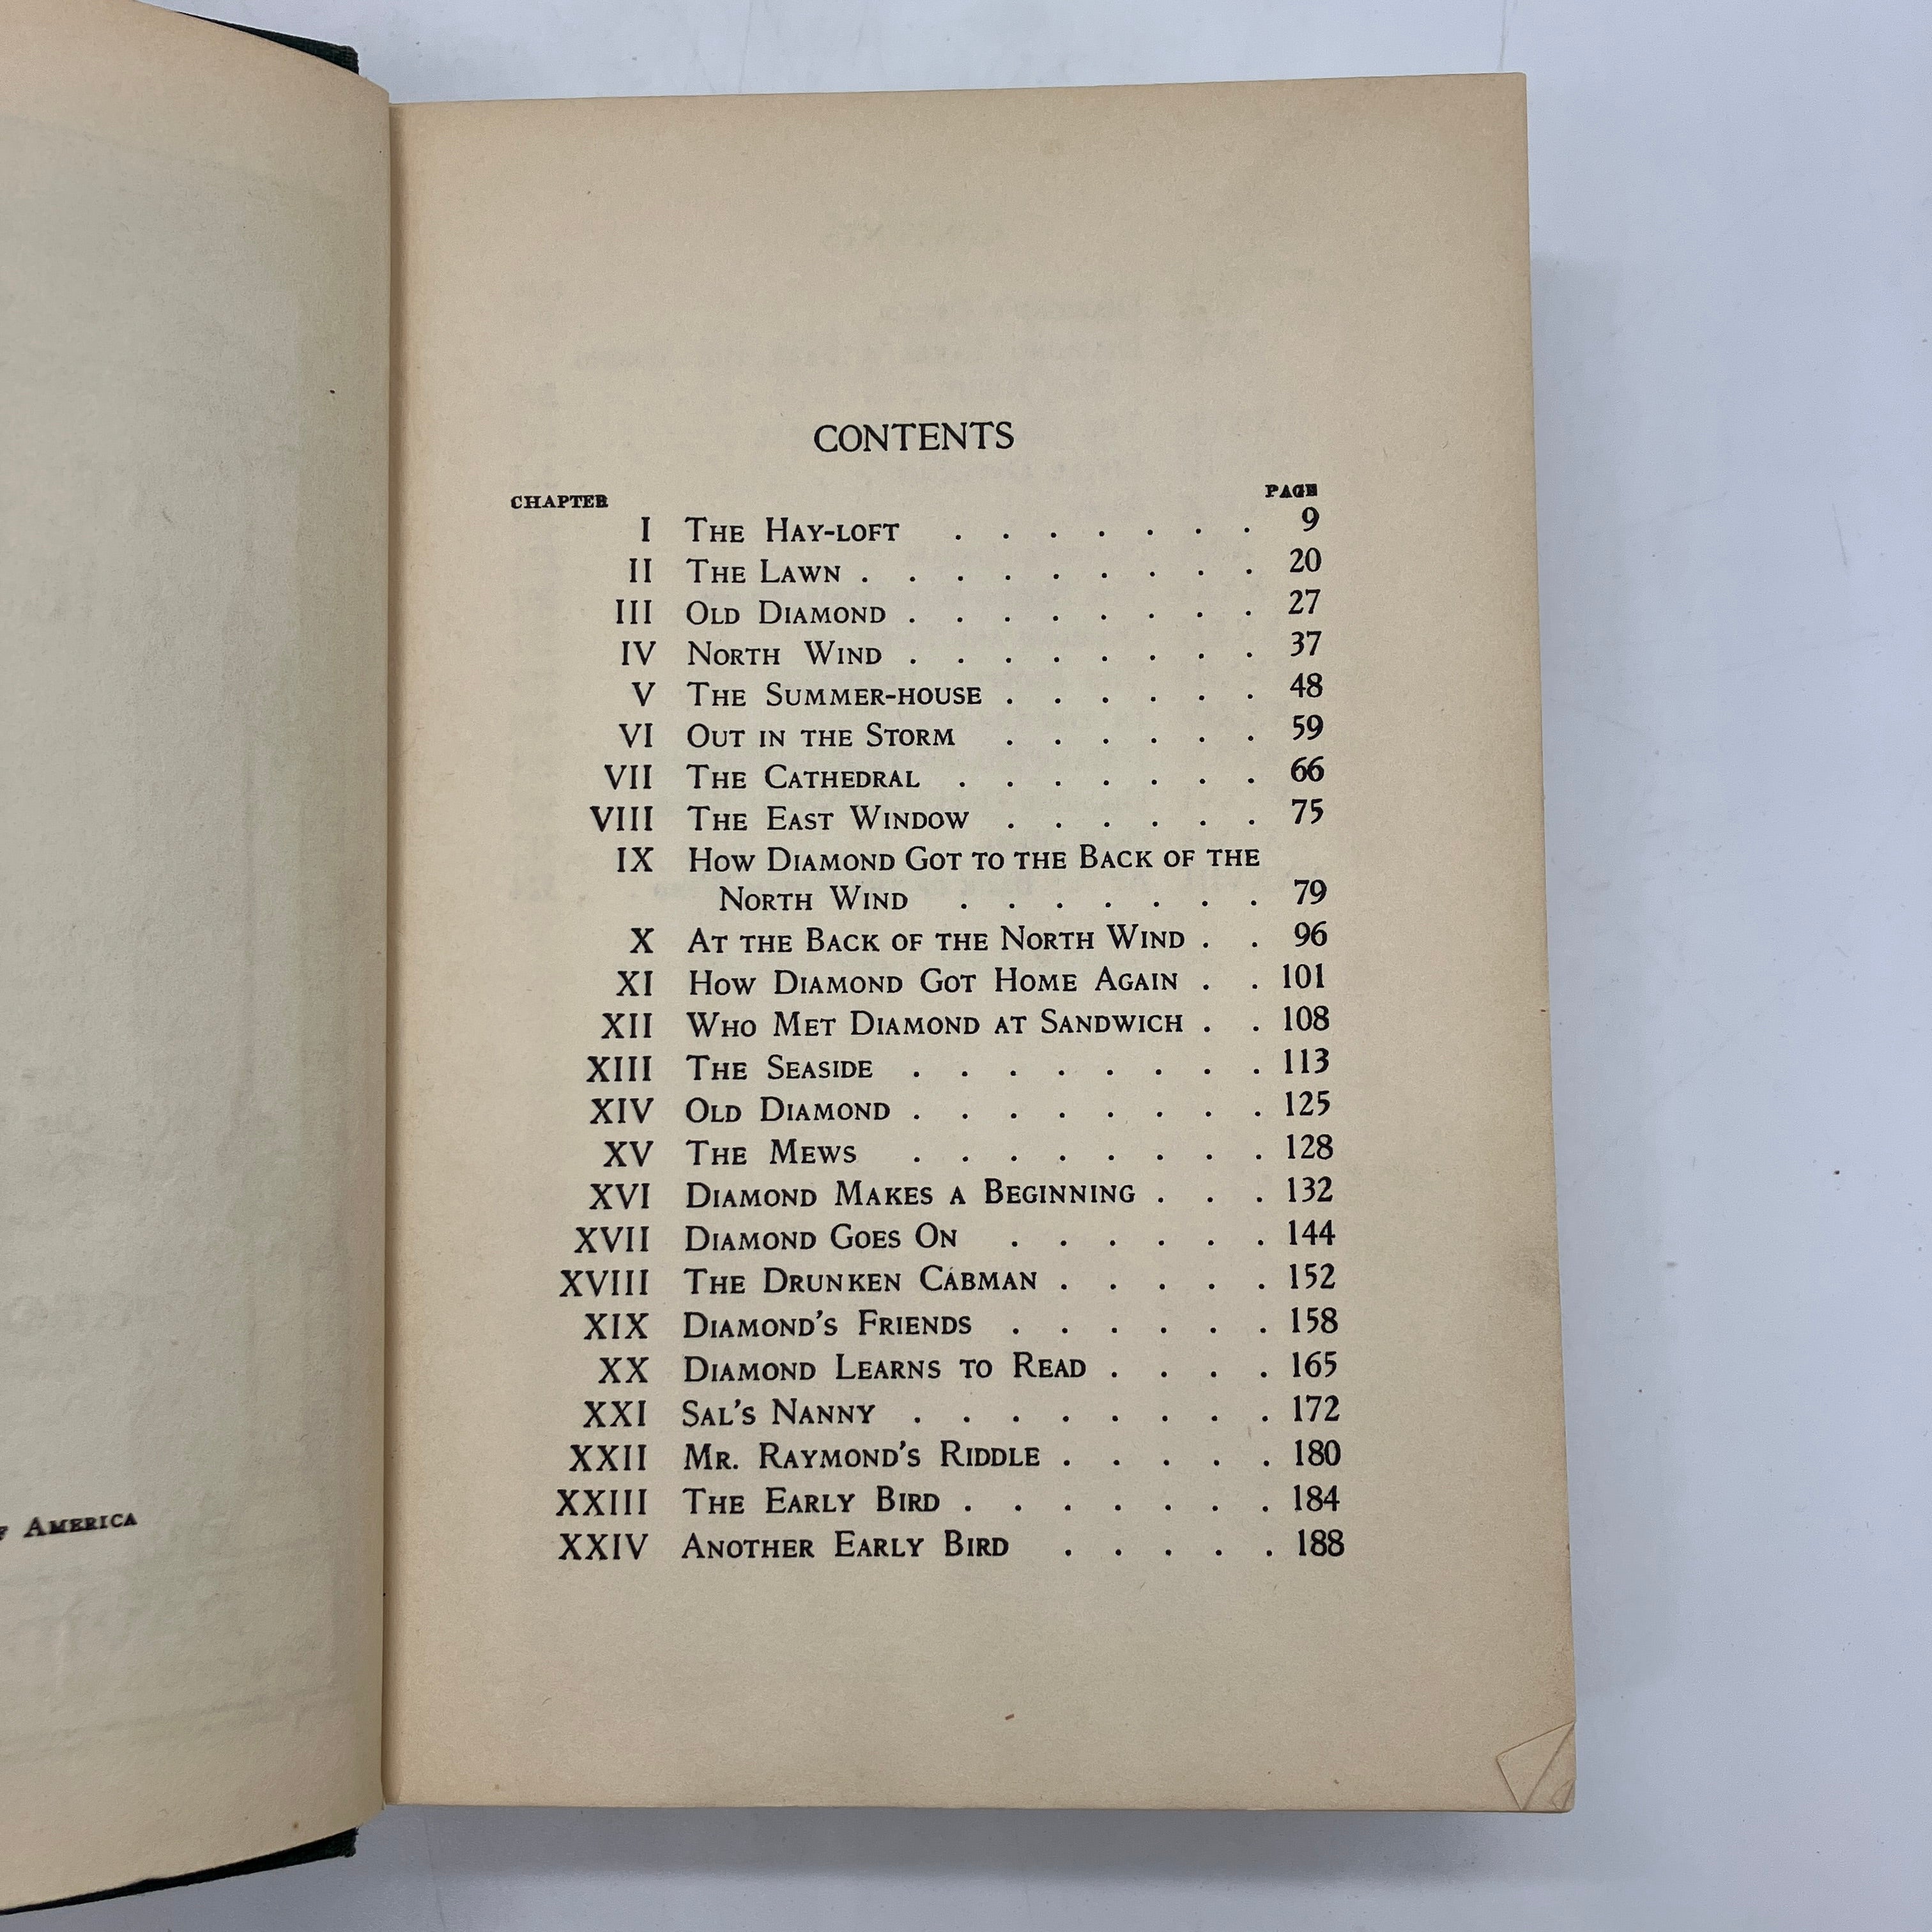 AMERICA
CONTENTS
CHAPTER PAGE
I THE HAY-LOFT . . . . . . . 9
II THE LAWN . . . . . . . . . 20
III OLD DIAMOND . . . . . . . . 27
IV NORTH WIND . . . . . . . . 37
V THE SUMMER-HOUSE . . . . . . 48
VI OUT IN THE STORM . . . . . . 59
VII THE CATHEDRAL . . . . . . . 66
VIII THE EAST WINDOW . . . . . . 75
IX HOW DIAMOND GOT TO THE BACK OF THE
NORTH WIND . . . . . . . 79
X AT THE BACK OF THE NORTH WIND . . 96
XI HOW DIAMOND GOT HOME AGAIN . . 101
XII WHO MET DIAMOND AT SANDWICH . . 108
XIII THE SEASIDE . . . . . . . . 113
XIV OLD DIAMOND . . . . . . . . 125
XV THE MEWS . . . . . . . . 128
XVI DIAMOND MAKES A BEGINNING . . . 132
XVII DIAMOND GOES ON . . . . . . 144
XVIII THE DRUNKEN CABMAN . . . . . 152
XIX DIAMOND'S FRIENDS . . . . . . 158
XX DIAMOND LEARNS TO READ . . . . 165
XXI SAL'S NANNY . . . . . . . . 172
XXII MR. RAYMOND'S RIDDLE . . . . . 180
XXIII THE EARLY BIRD . . . . . . . 184
XXIV ANOTHER EARLY BIRD . . . . . 188